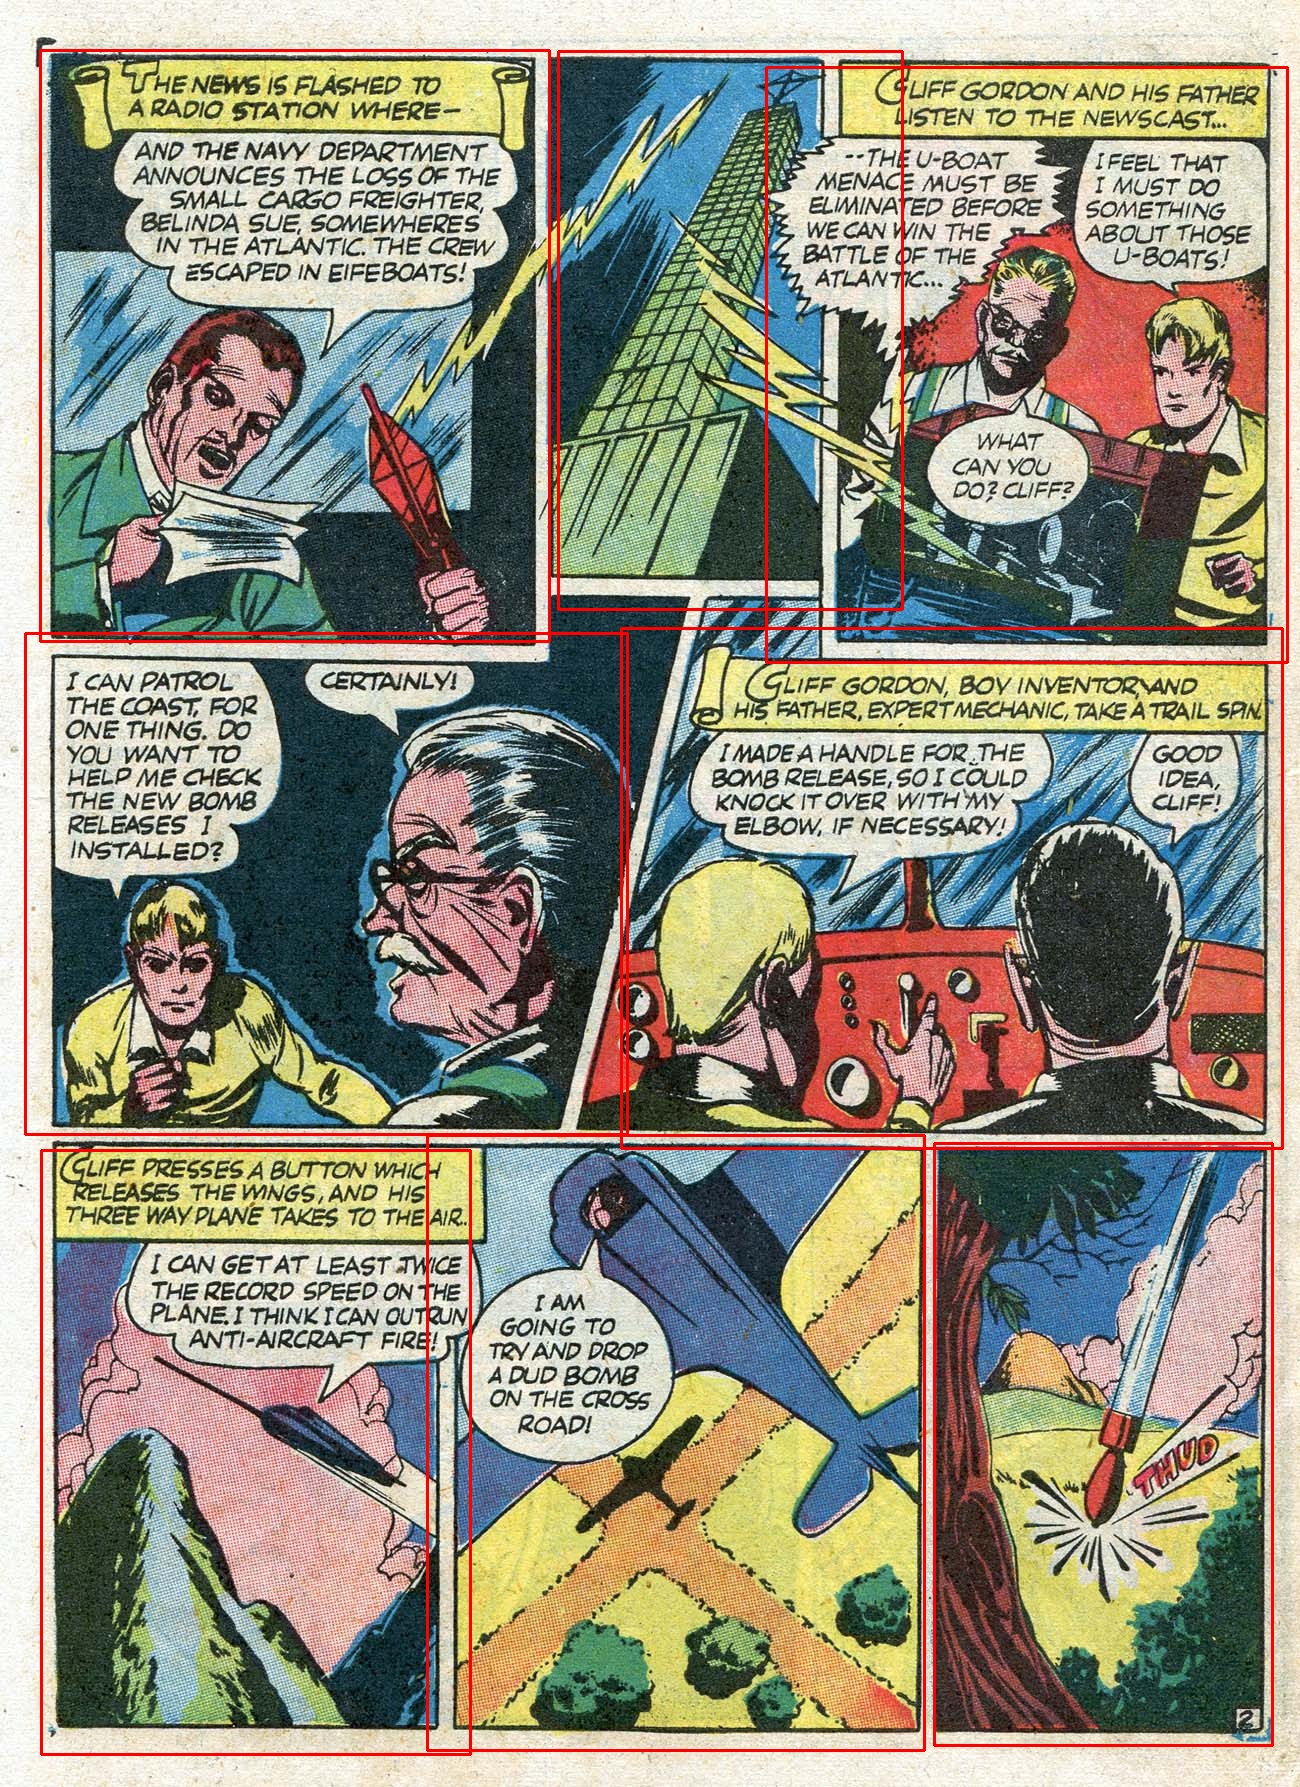 THE NEWS IS FLASHED TO
A RADIO STATION WHERE—
AND THE NAVY DEPARTMENT
ANNOUNCES THE LOSS OF THE
SMALL CARGO FREIGHTER,
BELINDA SUE, SOMEWHERES
IN THE ATLANTIC. THE CREW
ESCAPED IN EIFEBOATS!
CLIFF GORDON AND HIS FATHER
LISTEN TO THE NEWSCAST...
--THE U-BOAT
MENACE MUST BE
ELIMINATED BEFORE
WE CAN WIN THE
BATTLE OF THE
ATLANTIC...
I FEEL THAT
I MUST DO
SOMETHING
ABOUT THOSE
U-BOATS!
WHAT
CAN YOU
DO? CLIFF?
I CAN PATROL
THE COAST, FOR
ONE THING. DO
YOU WANT TO
HELP ME CHECK
THE NEW BOMB
RELEASES I
INSTALLED?
CERTAINLY!
CLIFF GORDON, BOY INVENTOR, AND
HIS FATHER, EXPERT MECHANIC, TAKE A TRAIL SPIN.
I MADE A HANDLE FOR THE
BOMB RELEASE, SO I COULD
KNOCK IT OVER WITH MY
ELBOW, IF NECESSARY!
GOOD
IDEA,
CLIFF!
CLIFF PRESSES A BUTTON WHICH
RELEASES THE WINGS, AND HIS
THREE WAY PLANE TAKES TO THE AIR..
I CAN GET AT LEAST TWICE
THE RECORD SPEED ON THE
PLANE. I THINK I CAN OUTRUN
ANTI-AIRCRAFT FIRE!
I AM
GOING TO
TRY AND DROP
A DUD BOMB
ON THE CROSS
ROAD!
THUD
2